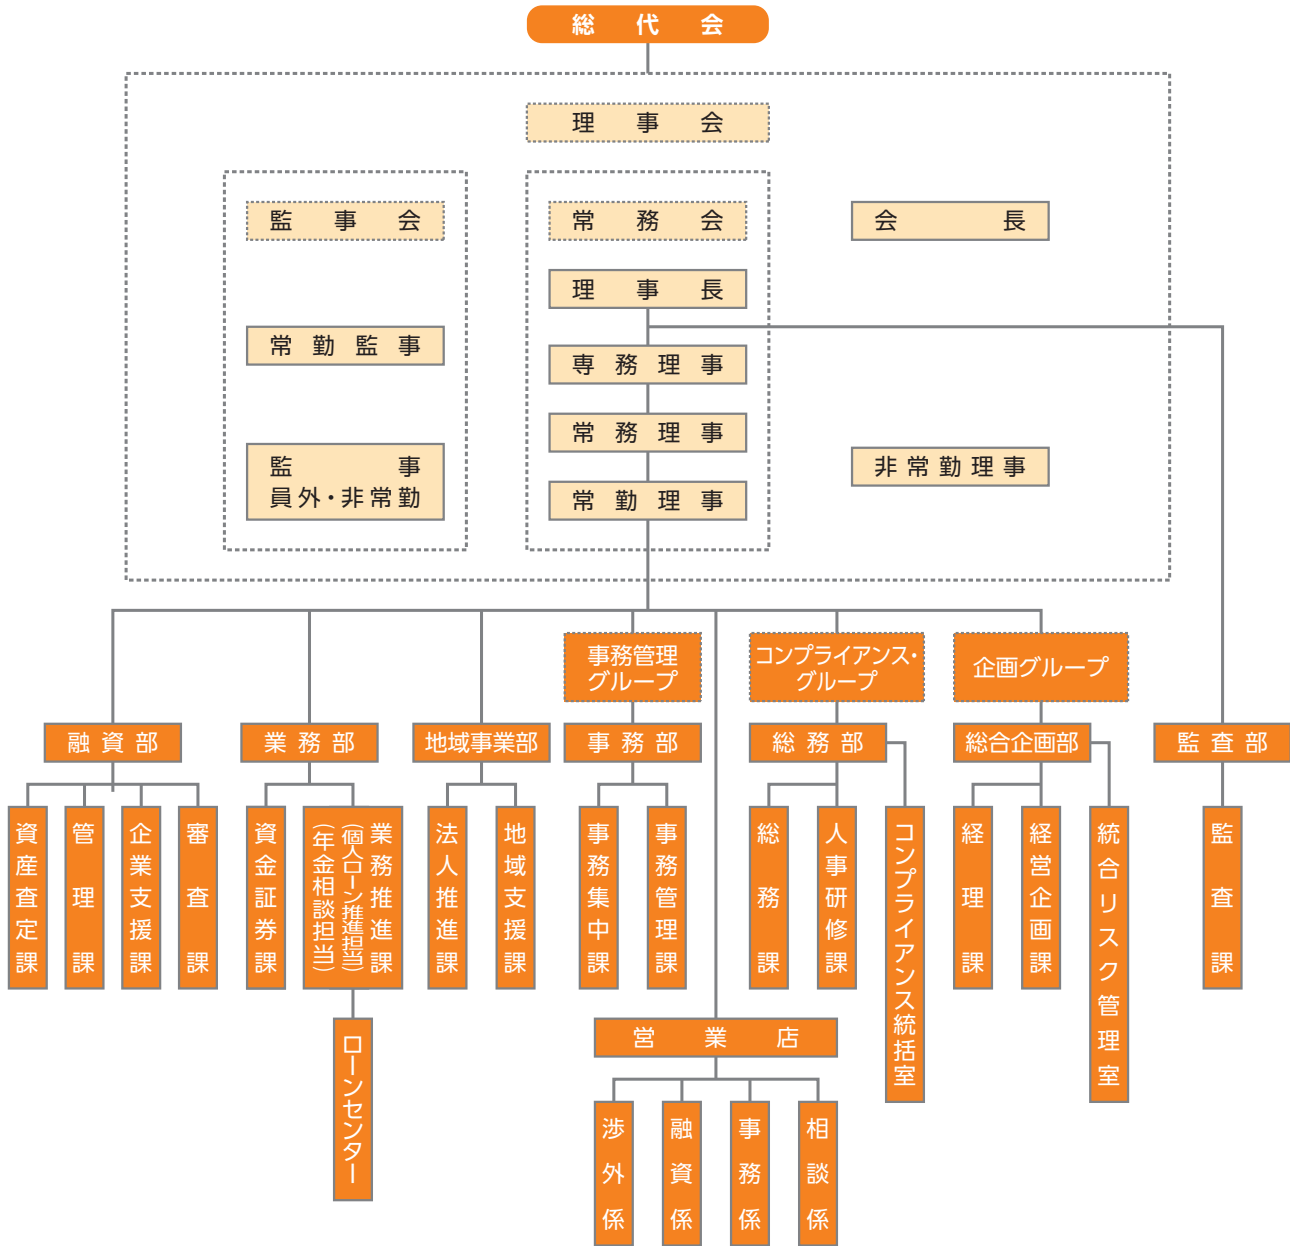 総代会
理事会
監事会
常務会
会長
理事長
常勤監事
専務理事
常務理事
監事
員外・非常勤
非常勤理事
常勤理事
事務管理
グループ
コンプライアンス・
グループ
企画グループ
融資部
業務部
地域事業部
事務部
総務部
総合企画部
監査部
資産査定課
管理課
企業支援課
審査課
資金証券課
業務推進課
（個人ローン推進担当）
（年金相談担当）
法人推進課
地域支援課
事務集中課
事務管理課
総務課
人事研修課
コンプライアンス統括室
経理課
経営企画課
統合リスク管理室
監査課
ローンセンター
営業店
渉外係
融資係
事務係
相談係